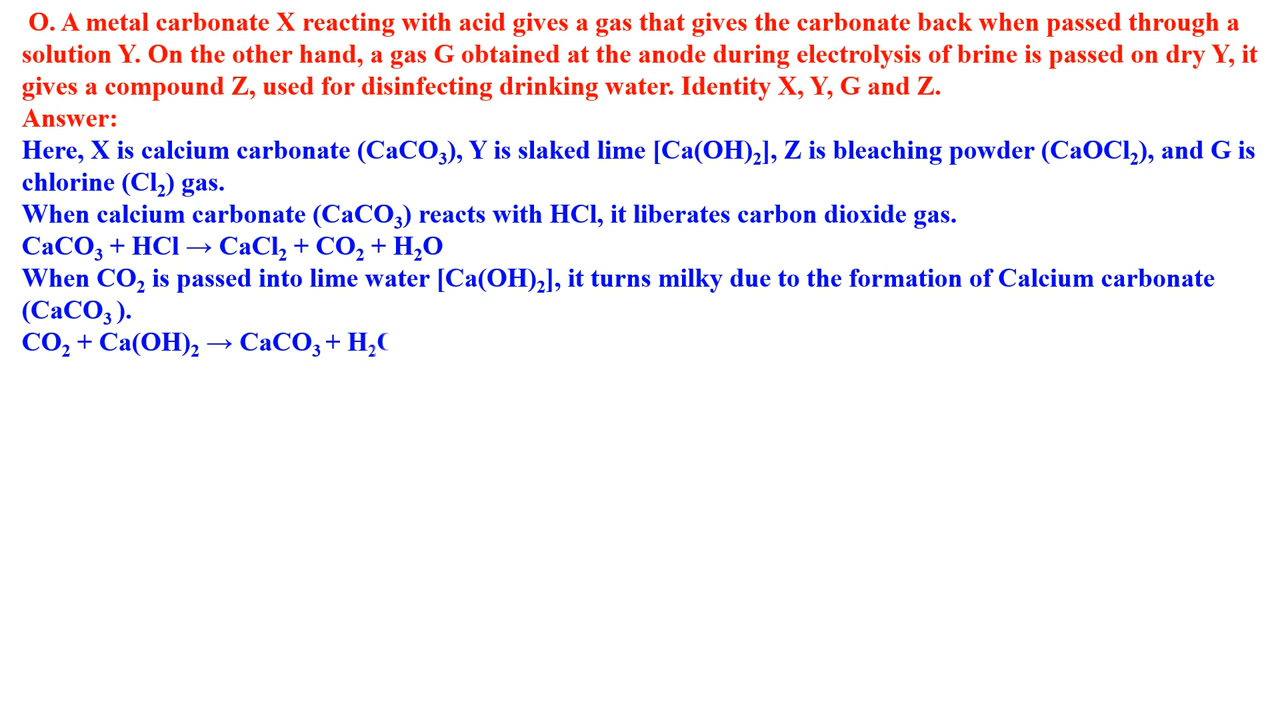 O. A metal carbonate X reacting with acid gives a gas that gives the carbonate back when passed through a
solution Y. On the other hand, a gas G obtained at the anode during electrolysis of brine is passed on dry Y, it
gives a compound Z, used for disinfecting drinking water. Identity X, Y, G and Z.
Answer:
Here, X is calcium carbonate (CaCO₃), Y is slaked lime [Ca(OH)₂], Z is bleaching powder (CaOCl₂), and G is
chlorine (Cl₂) gas.
When calcium carbonate (CaCO₃) reacts with HCl, it liberates carbon dioxide gas.
CaCO₃ + HCl → CaCl₂ + CO₂ + H₂O
When CO₂ is passed into lime water [Ca(OH)₂], it turns milky due to the formation of Calcium carbonate
(CaCO₃ ).
CO₂ + Ca(OH)₂ → CaCO₃ + H₂